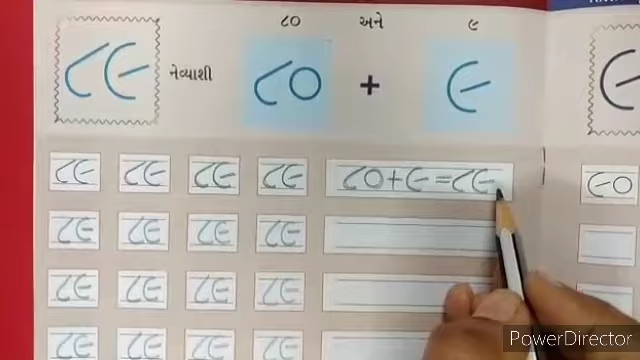 ૮૦ અને ૯
૮૯ નેવ્યાશી ૮૦ + ૯
૮૯ ૮૯ ૮૯ ૮૯ ૮૦+૯=૮૯ ૯૦
૮૯ ૮૯ ૮૯ ૮૯
૮૯ ૮૯ ૮૯ ૮૯
૮૯ ૮૯ ૮૯ ૮૯
PowerDirector